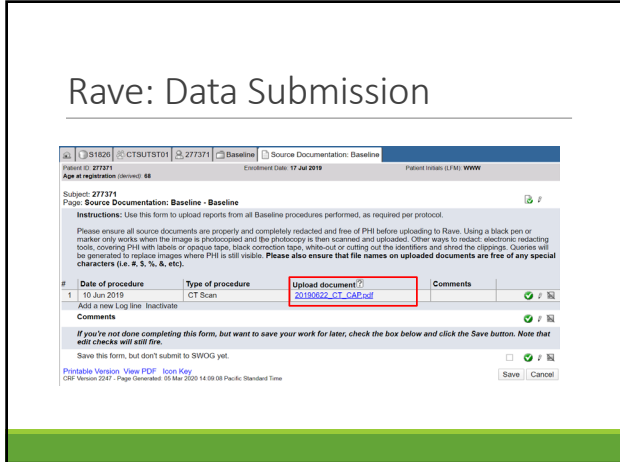 Rave: Data Submission
S1826 CTSUTST01 277371 Baseline Source Documentation: Baseline
Patient ID: 277371 Enrollment Date: 17 Jul 2019 Patient Initials (LFM): WWW
Age at registration (derived): 68
Subject: 277371
Page: Source Documentation: Baseline - Baseline
Instructions: Use this form to upload reports from all Baseline procedures performed, as required per protocol.
Please ensure all source documents are properly and completely redacted and free of PHI before uploading to Rave. Using a black pen or
marker only works when the image is photocopied and the photocopy is then scanned and uploaded. Other ways to redact: electronic redacting
tools, covering PHI with labels or opaque tape, black correction tape, white-out or cutting out the identifiers and shred the clippings. Queries will
be generated to replace images where PHI is still visible. Please also ensure that file names on uploaded documents are free of any special
characters (i.e. #, $, %, &, etc).
# Date of procedure Type of procedure Upload document ? Comments
1 10 Jun 2019 CT Scan 20190622_CT_CAP.pdf
Add a new Log line Inactivate
Comments
If you're not done completing this form, but want to save your work for later, check the box below and click the Save button. Note that
edit checks will still fire.
Save this form, but don't submit to SWOG yet.
Printable Version View PDF Icon Key
CRF Version 2247 - Page Generated: 05 Mar 2020 14:09:08 Pacific Standard Time
Save Cancel